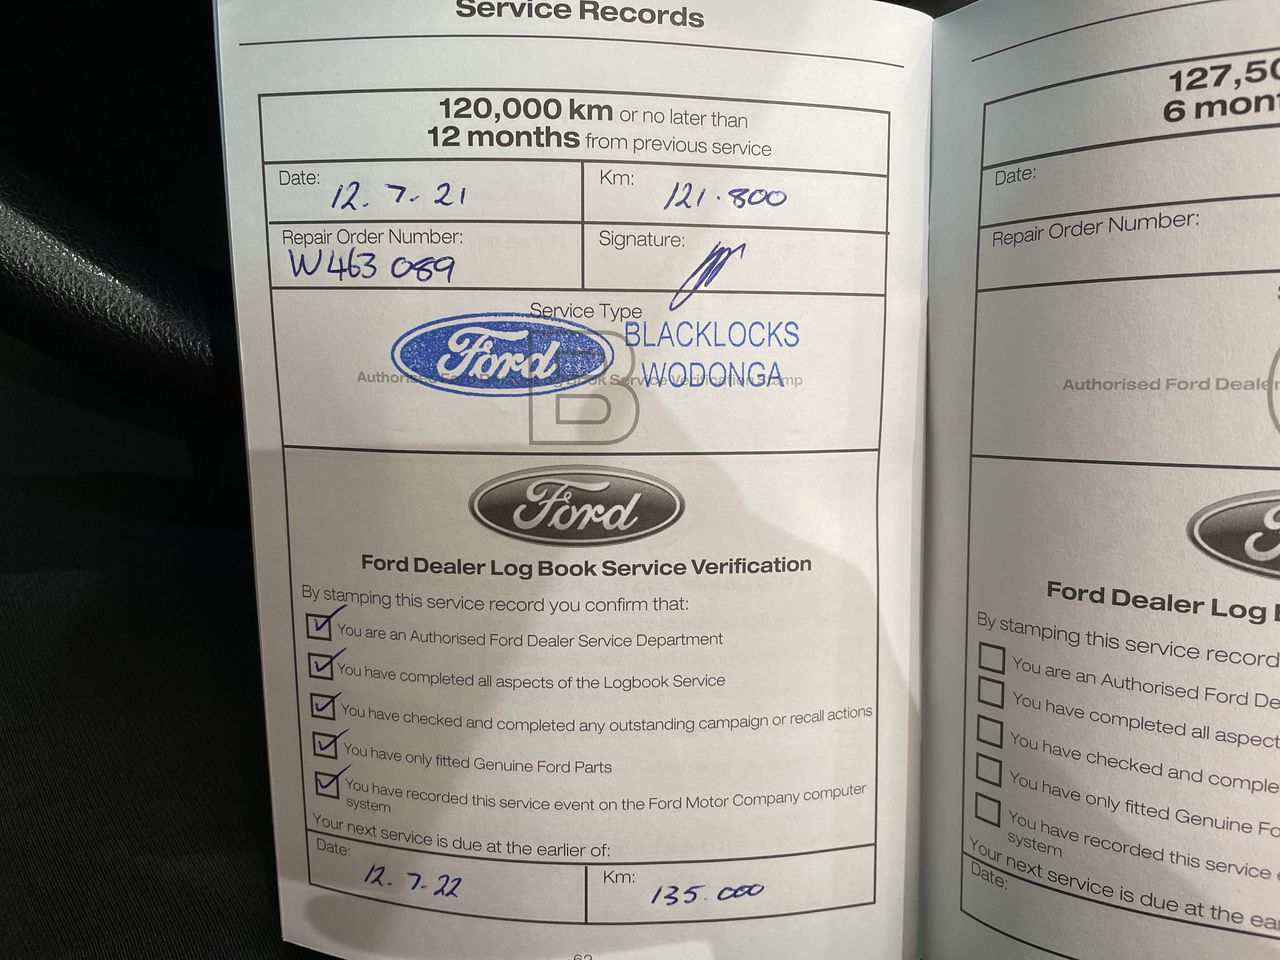 Service Records
120,000 km or no later than
12 months from previous service
Date: 12.7.21
Km: 121.800
Repair Order Number:
W463 089
Signature:
Service Type
Ford
BLACKLOCKS
WODONGA
B
Ford
Ford Dealer Log Book Service Verification
By stamping this service record you confirm that:
You are an Authorised Ford Dealer Service Department
You have completed all aspects of the Logbook Service
You have checked and completed any outstanding campaign or recall actions
You have only fitted Genuine Ford Parts
You have recorded this service event on the Ford Motor Company computer
system
Your next service is due at the earlier of:
Date: 12.7.22
Km: 135.000
127,50
6 mon
Date:
Repair Order Number:
Authorised Ford Dealer
Ford Dealer Log
By stamping this service record
You are an Authorised Ford De
You have completed all aspect
You have checked and comple
You have only fitted Genuine Fo
You have recorded this service
system
Your next service is due at the ea
Date: